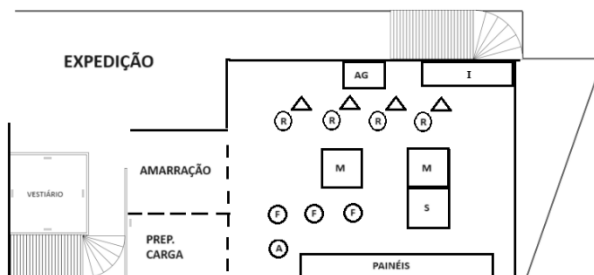 EXPEDIÇÃO
AG
I
R
R
R
R
AMARRAÇÃO
M
M
VESTIÁRIO
S
F
F
F
PREP.
CARGA
A
PAINÉIS